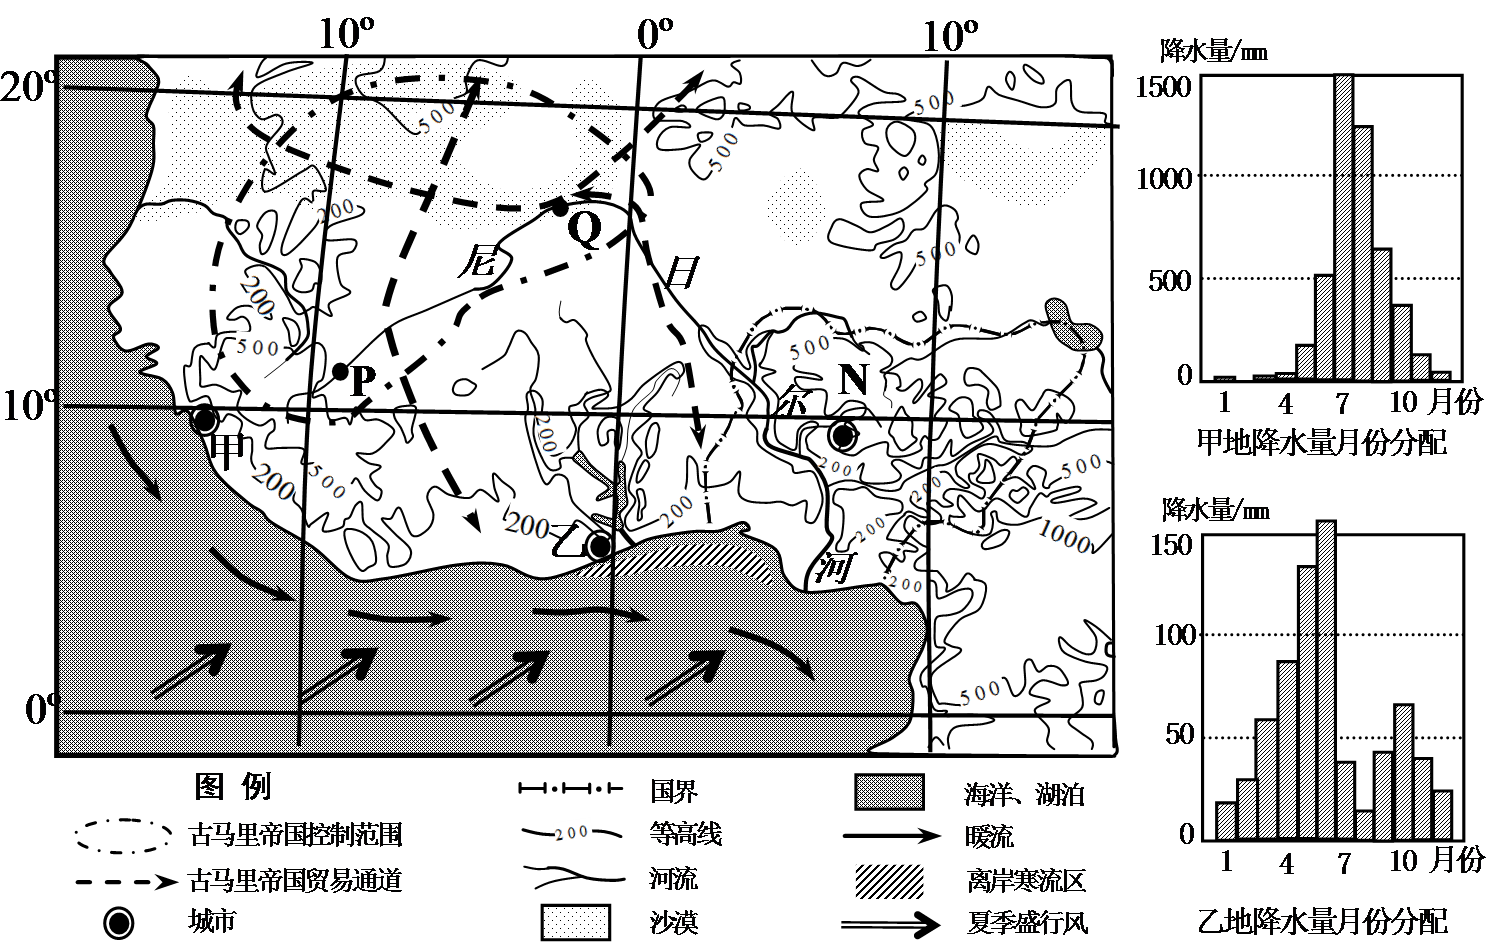 10° 0° 10°
20°
10°
0°
500
500
500
500
200
200
500
尼
Q
日
P
500
N
尔
甲
200
200
500
200
200
200
200
500
200
乙
1000
河
200
500
降水量/mm
1500
1000
500
0
1 4 7 10 月份
甲地降水量月份分配
降水量/mm
150
100
50
0
1 4 7 10 月份
乙地降水量月份分配
图 例
国界
海洋、湖泊
古马里帝国控制范围
200
等高线
暖流
古马里帝国贸易通道
河流
离岸寒流区
城市
沙漠
夏季盛行风